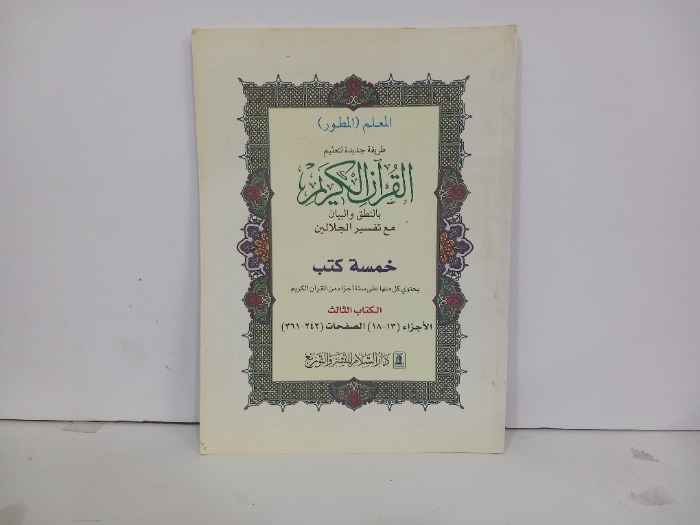 المعلم (المطور)
طريقة جديدة لتعليم
القرآن الكريم
بالنطق والبيان
مع تفسير الجلالين
خمسة كتب
يحتوي كل منها على ستة أجزاء من القرآن الكريم
الكتاب الثالث
الأجزاء (١٣-١٨) الصفحات (٢٤٢-٣٦١)
دار السلام للنشر والتوزيع